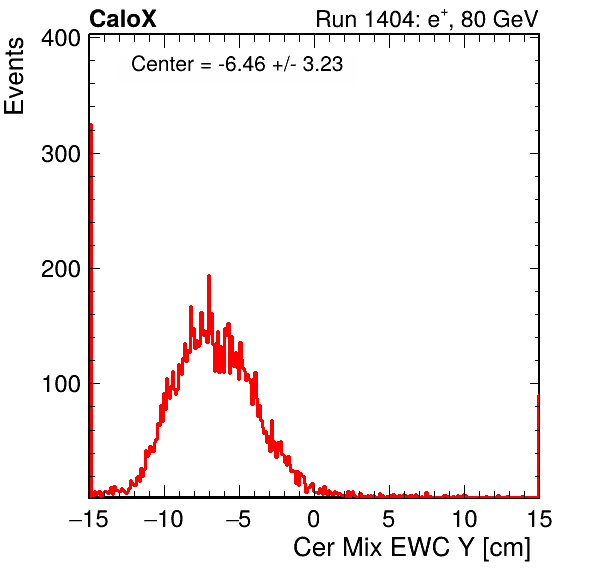 CaloX Run 1404: e⁺, 80 GeV
Center = -6.46 +/- 3.23
Events
400
300
200
100
−15 −10 −5 0 5 10 15
Cer Mix EWC Y [cm]